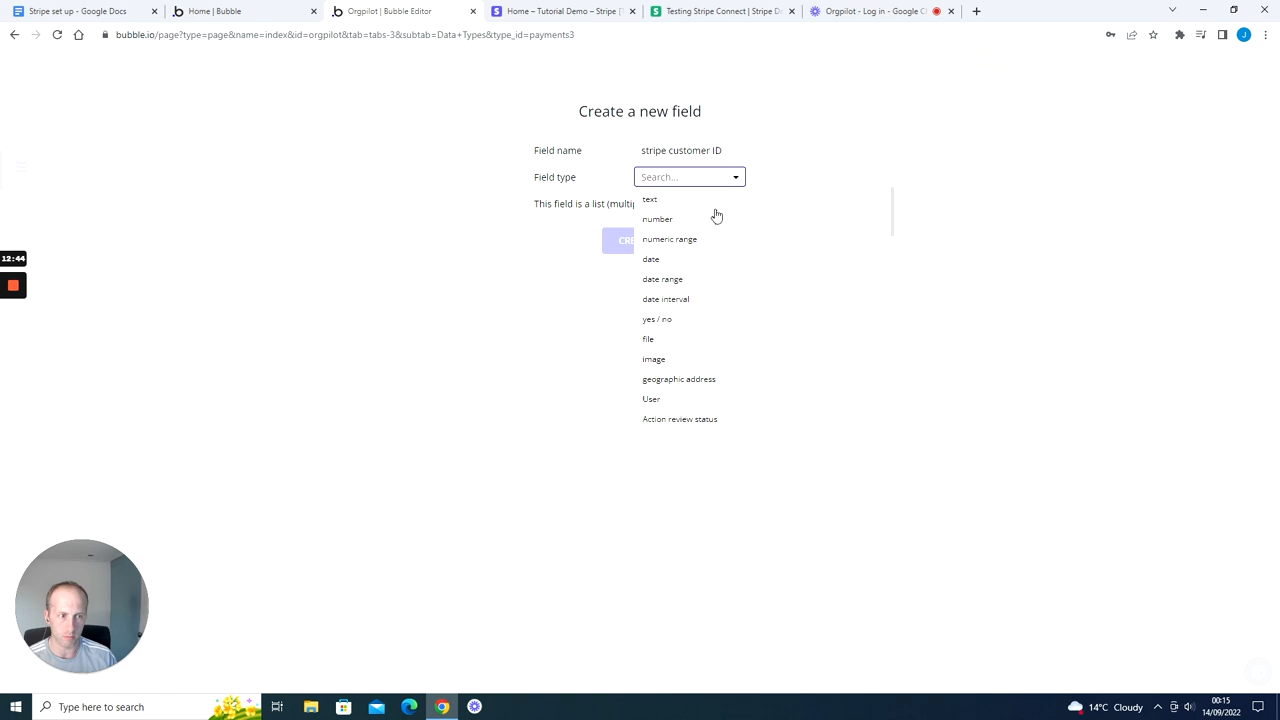 Stripe set up - Google Docs
Home | Bubble
Orgpilot | Bubble Editor
Home – Tutorial Demo – Stripe [T
Testing Stripe Connect | Stripe D
Orgpilot - Log in - Google C
bubble.io/page?type=page&name=index&id=orgpilot&tab=tabs-3&subtab=Data+Types&type_id=payments3
J
Create a new field
Field name stripe customer ID
Field type Search...
This field is a list (multip
CRE
text
number
numeric range
date
date range
date interval
yes / no
file
image
geographic address
User
Action review status
12:44
Type here to search
14°C Cloudy
00:15
14/09/2022